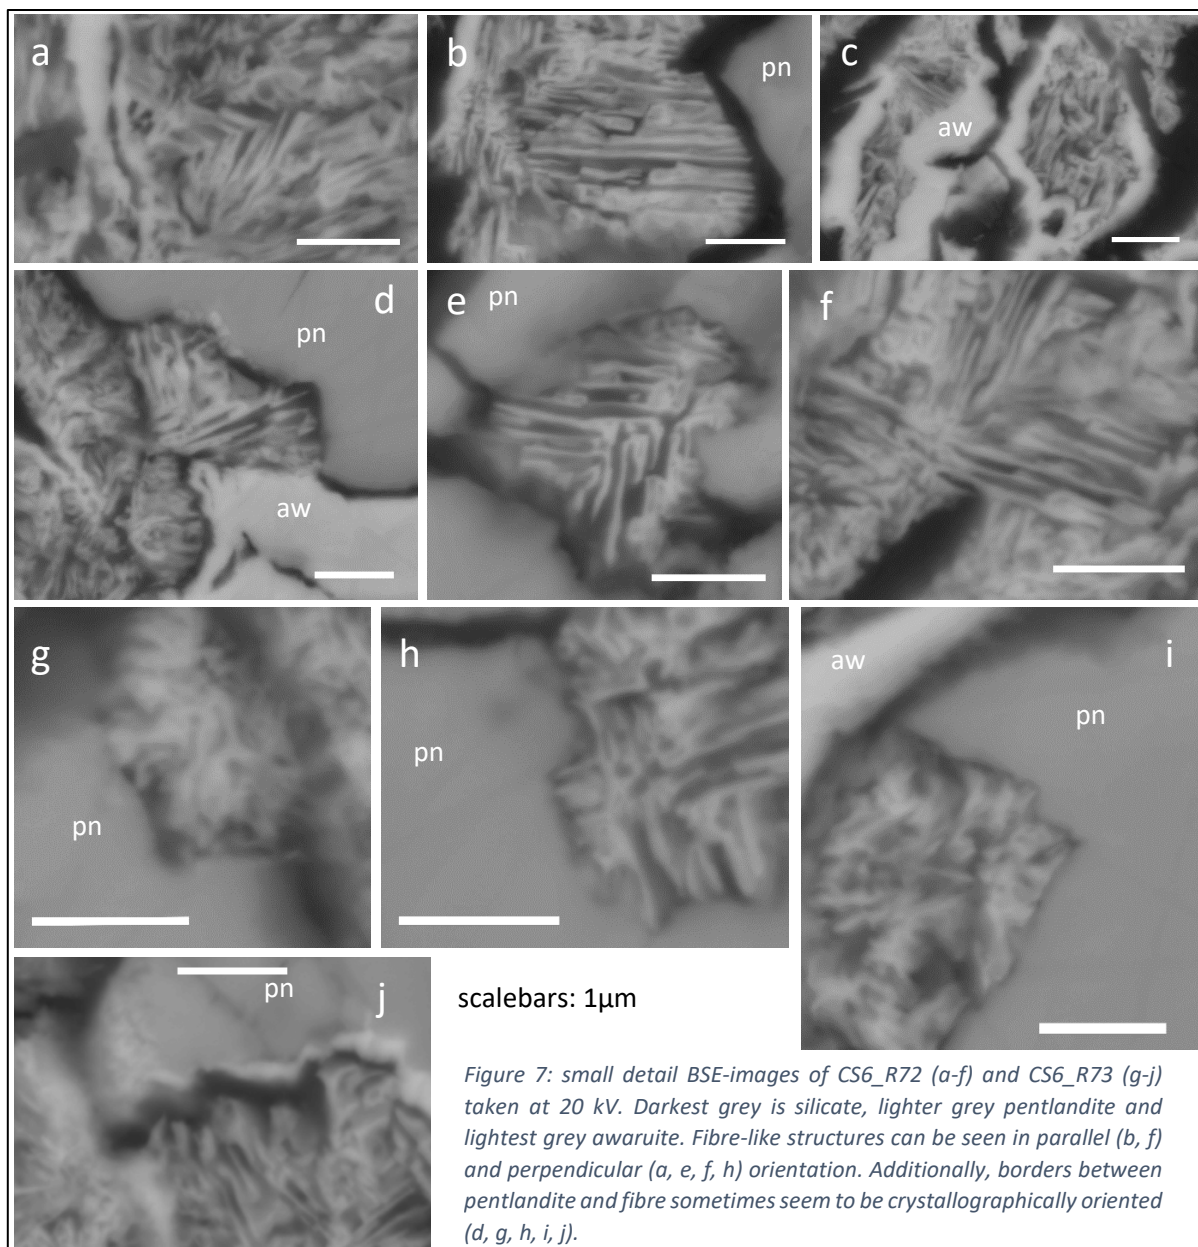 a
b
pn
c
aw
d
pn
aw
e
pn
f
g
pn
h
pn
aw
i
pn
pn
j
scalebars: 1µm
Figure 7: small detail BSE-images of CS6_R72 (a-f) and CS6_R73 (g-j)
taken at 20 kV. Darkest grey is silicate, lighter grey pentlandite and
lightest grey awaruite. Fibre-like structures can be seen in parallel (b, f)
and perpendicular (a, e, f, h) orientation. Additionally, borders between
pentlandite and fibre sometimes seem to be crystallographically oriented
(d, g, h, i, j).